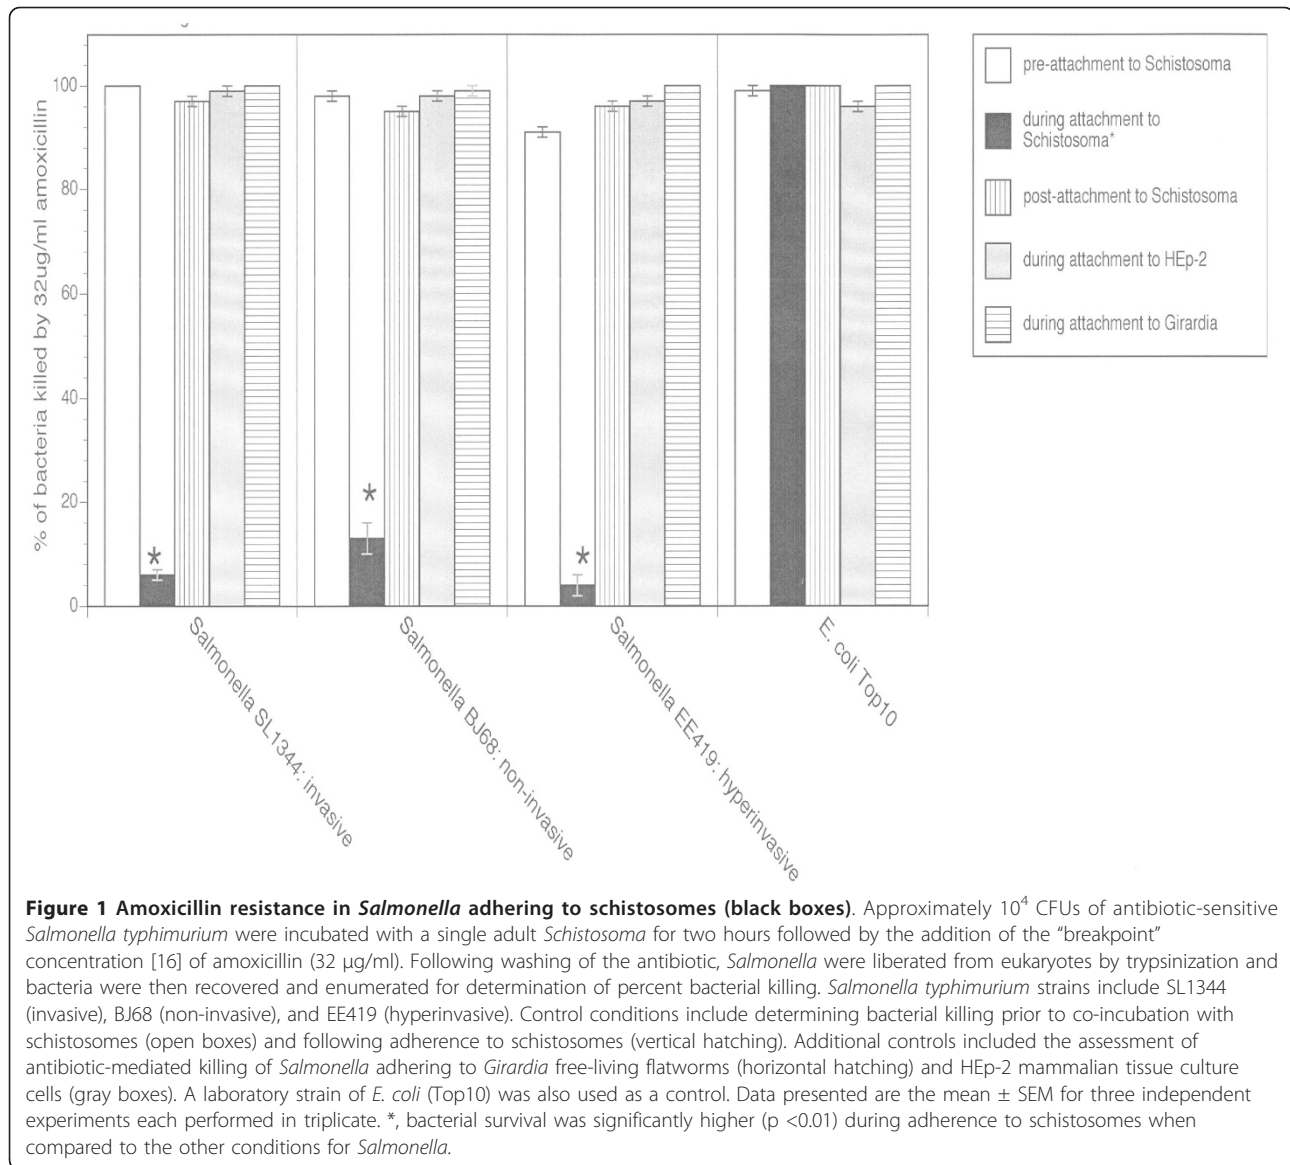 % of bacteria killed by 32ug/ml amoxicillin
100
80
60
40
20
0
*
*
*
Salmonella SL1344: invasive
Salmonella BJ68: non-invasive
Salmonella EE419: hyperinvasive
E. coli Top10
pre-attachment to Schistosoma
during attachment to
Schistosoma*
post-attachment to Schistosoma
during attachment to HEp-2
during attachment to Girardia
Figure 1 Amoxicillin resistance in Salmonella adhering to schistosomes (black boxes). Approximately 10⁴ CFUs of antibiotic-sensitive
Salmonella typhimurium were incubated with a single adult Schistosoma for two hours followed by the addition of the “breakpoint”
concentration [16] of amoxicillin (32 μg/ml). Following washing of the antibiotic, Salmonella were liberated from eukaryotes by trypsinization and
bacteria were then recovered and enumerated for determination of percent bacterial killing. Salmonella typhimurium strains include SL1344
(invasive), BJ68 (non-invasive), and EE419 (hyperinvasive). Control conditions include determining bacterial killing prior to co-incubation with
schistosomes (open boxes) and following adherence to schistosomes (vertical hatching). Additional controls included the assessment of
antibiotic-mediated killing of Salmonella adhering to Girardia free-living flatworms (horizontal hatching) and HEp-2 mammalian tissue culture
cells (gray boxes). A laboratory strain of E. coli (Top10) was also used as a control. Data presented are the mean ± SEM for three independent
experiments each performed in triplicate. *, bacterial survival was significantly higher (p <0.01) during adherence to schistosomes when
compared to the other conditions for Salmonella.